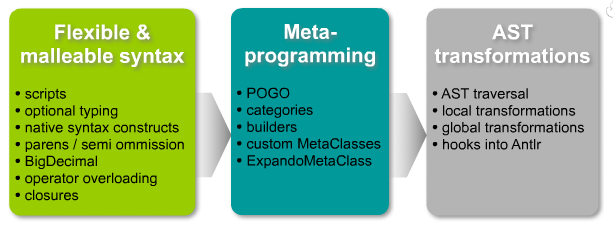 Flexible &
malleable syntax
• scripts
• optional typing
• native syntax constructs
• parens / semi ommission
• BigDecimal
• operator overloading
• closures
Meta-
programming
• POGO
• categories
• builders
• custom MetaClasses
• ExpandoMetaClass
AST
transformations
• AST traversal
• local transformations
• global transformations
• hooks into Antlr